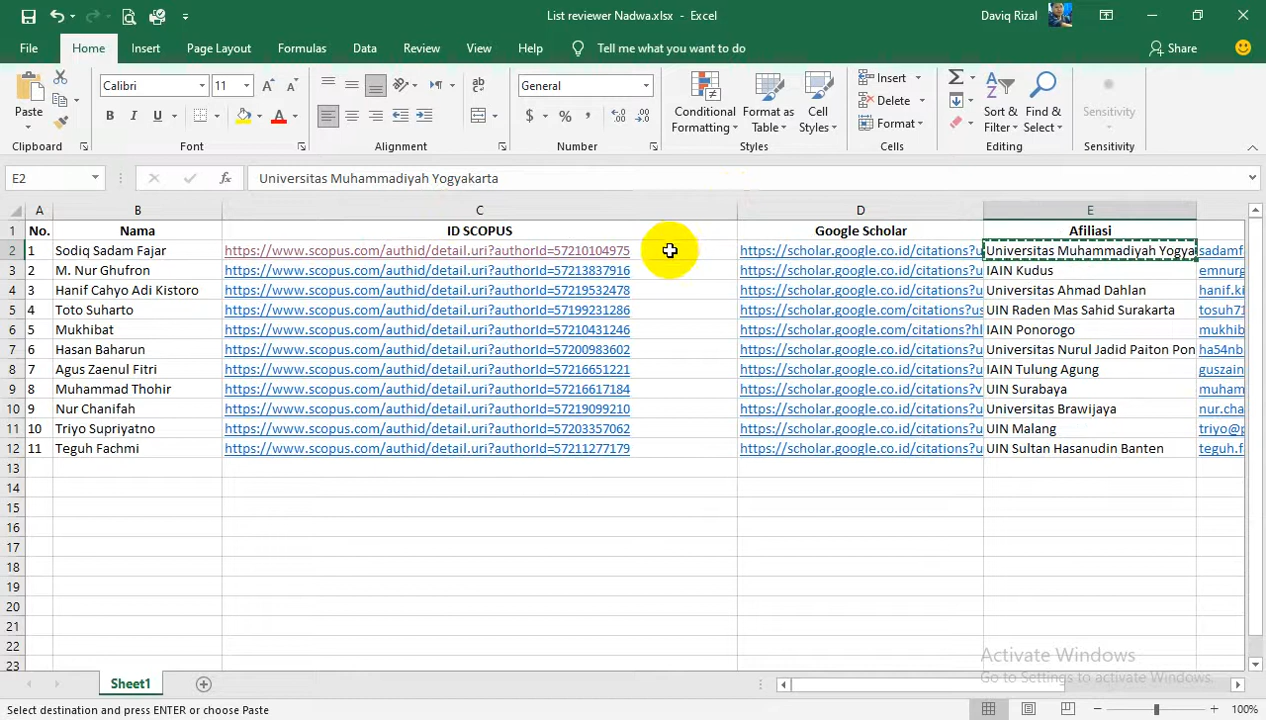 List reviewer Nadwa.xlsx - Excel
Daviq Rizal
File Home Insert Page Layout Formulas Data Review View Help Tell me what you want to do Share
Paste
Clipboard
Calibri 11
B I U A
Font
ab
Alignment
General
$ % ,
Number
Conditional Formatting
Format as Table
Cell Styles
Styles
Insert
Delete
Format
Cells
Sort & Filter
Find & Select
Editing
Sensitivity
Sensitivity
E2 fx Universitas Muhammadiyah Yogyakarta
A B C D E
1 No. Nama ID SCOPUS Google Scholar Afiliasi
2 1 Sodiq Sadam Fajar https://www.scopus.com/authid/detail.uri?authorId=57210104975 https://scholar.google.co.id/citations?u Universitas Muhammadiyah Yogya sadamf
3 2 M. Nur Ghufron https://www.scopus.com/authid/detail.uri?authorId=57213837916 https://scholar.google.co.id/citations?u IAIN Kudus emnurg
4 3 Hanif Cahyo Adi Kistoro https://www.scopus.com/authid/detail.uri?authorId=57219532478 https://scholar.google.co.id/citations?u Universitas Ahmad Dahlan hanif.ki
5 4 Toto Suharto https://www.scopus.com/authid/detail.uri?authorId=57199231286 https://scholar.google.com/citations?us UIN Raden Mas Sahid Surakarta tosuh71
6 5 Mukhibat https://www.scopus.com/authid/detail.uri?authorId=57210431246 https://scholar.google.co.id/citations?hl IAIN Ponorogo mukhib
7 6 Hasan Baharun https://www.scopus.com/authid/detail.uri?authorId=57200983602 https://scholar.google.co.id/citations?u Universitas Nurul Jadid Paiton Pon ha54nb
8 7 Agus Zaenul Fitri https://www.scopus.com/authid/detail.uri?authorId=57216651221 https://scholar.google.co.id/citations?u IAIN Tulung Agung guszain
9 8 Muhammad Thohir https://www.scopus.com/authid/detail.uri?authorId=57216617184 https://scholar.google.co.id/citations?v UIN Surabaya muham
10 9 Nur Chanifah https://www.scopus.com/authid/detail.uri?authorId=57219099210 https://scholar.google.co.id/citations?u Universitas Brawijaya nur.cha
11 10 Triyo Supriyatno https://www.scopus.com/authid/detail.uri?authorId=57203357062 https://scholar.google.co.id/citations?u UIN Malang triyo@p
12 11 Teguh Fachmi https://www.scopus.com/authid/detail.uri?authorId=57211277179 https://scholar.google.co.id/citations?u UIN Sultan Hasanudin Banten teguh.f
13
14
15
16
17
18
19
20
21
22
23
Activate Windows
Go to Settings to activate Windows.
Sheet1
Select destination and press ENTER or choose Paste
100%